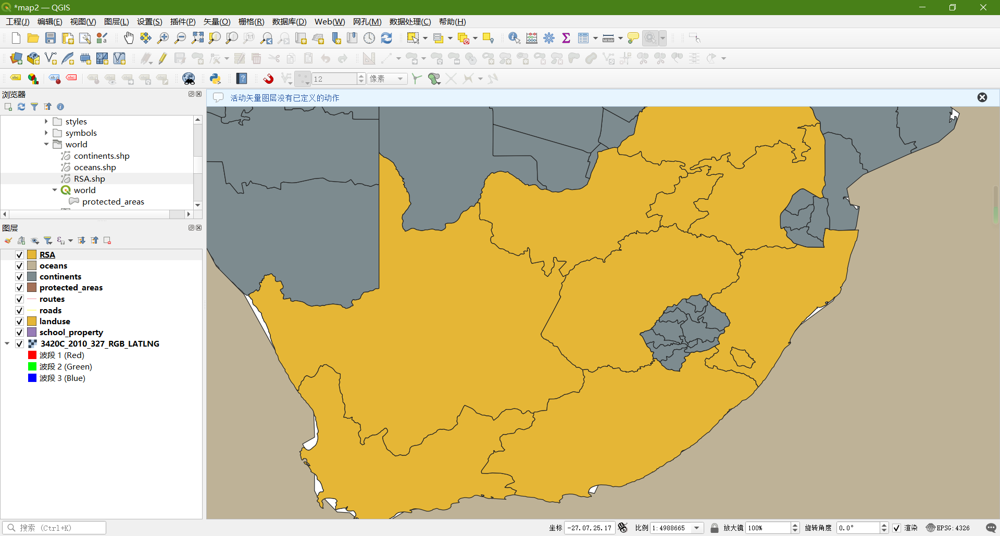 *map2 — QGIS
工程(J) 编辑(E) 视图(V) 图层(L) 设置(S) 插件(P) 矢量(O) 栅格(R) 数据库(D) Web(W) 网孔(M) 数据处理(C) 帮助(H)
12 像素
浏览器
活动矢量图层没有已定义的动作
styles
symbols
world
continents.shp
oceans.shp
RSA.shp
world
protected_areas
图层
RSA
oceans
continents
protected_areas
routes
roads
landuse
school_property
3420C_2010_327_RGB_LATLNG
波段 1 (Red)
波段 2 (Green)
波段 3 (Blue)
搜索 (Ctrl+K) 坐标 -27.07,25.17 比例 1:4988665 放大镜 100% 旋转角度 0.0° 渲染 EPSG:4326